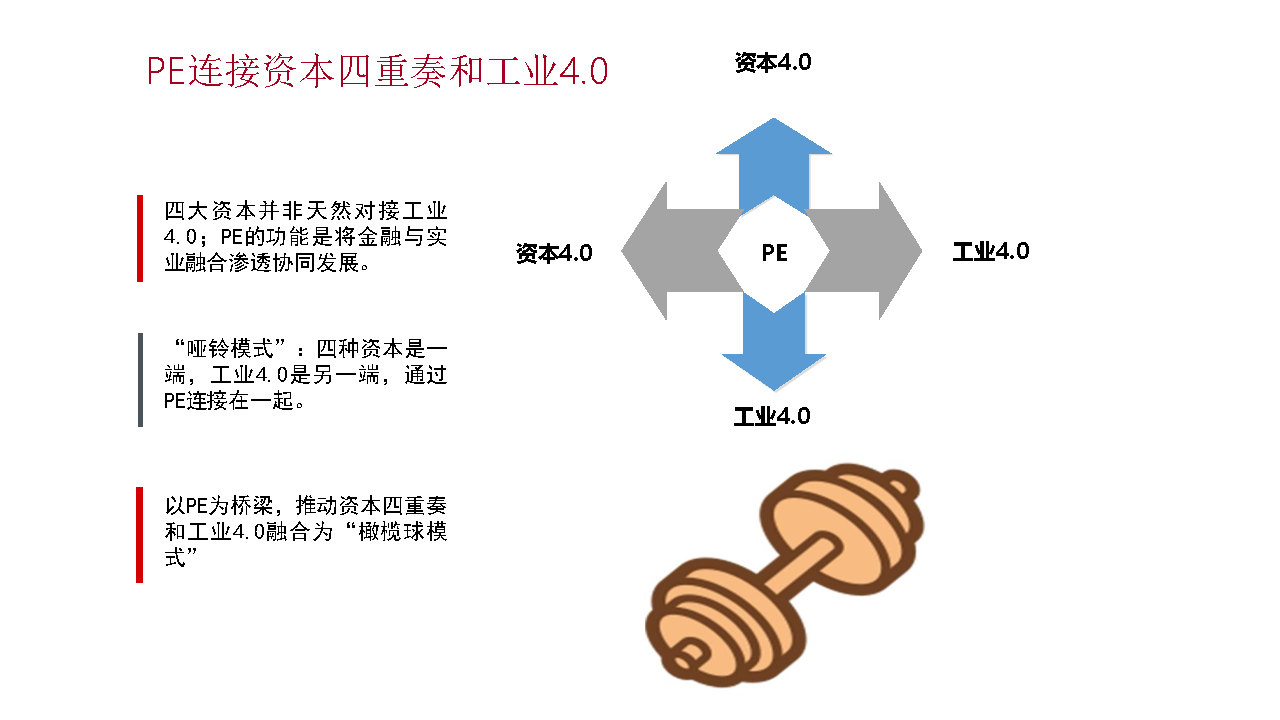 PE连接资本四重奏和工业4.0
四大资本并非天然对接工业
4.0；PE的功能是将金融与实
业融合渗透协同发展。
“哑铃模式”：四种资本是一
端，工业4.0是另一端，通过
PE连接在一起。
以PE为桥梁，推动资本四重奏
和工业4.0融合为“橄榄球模
式”
资本4.0
资本4.0
PE
工业4.0
工业4.0